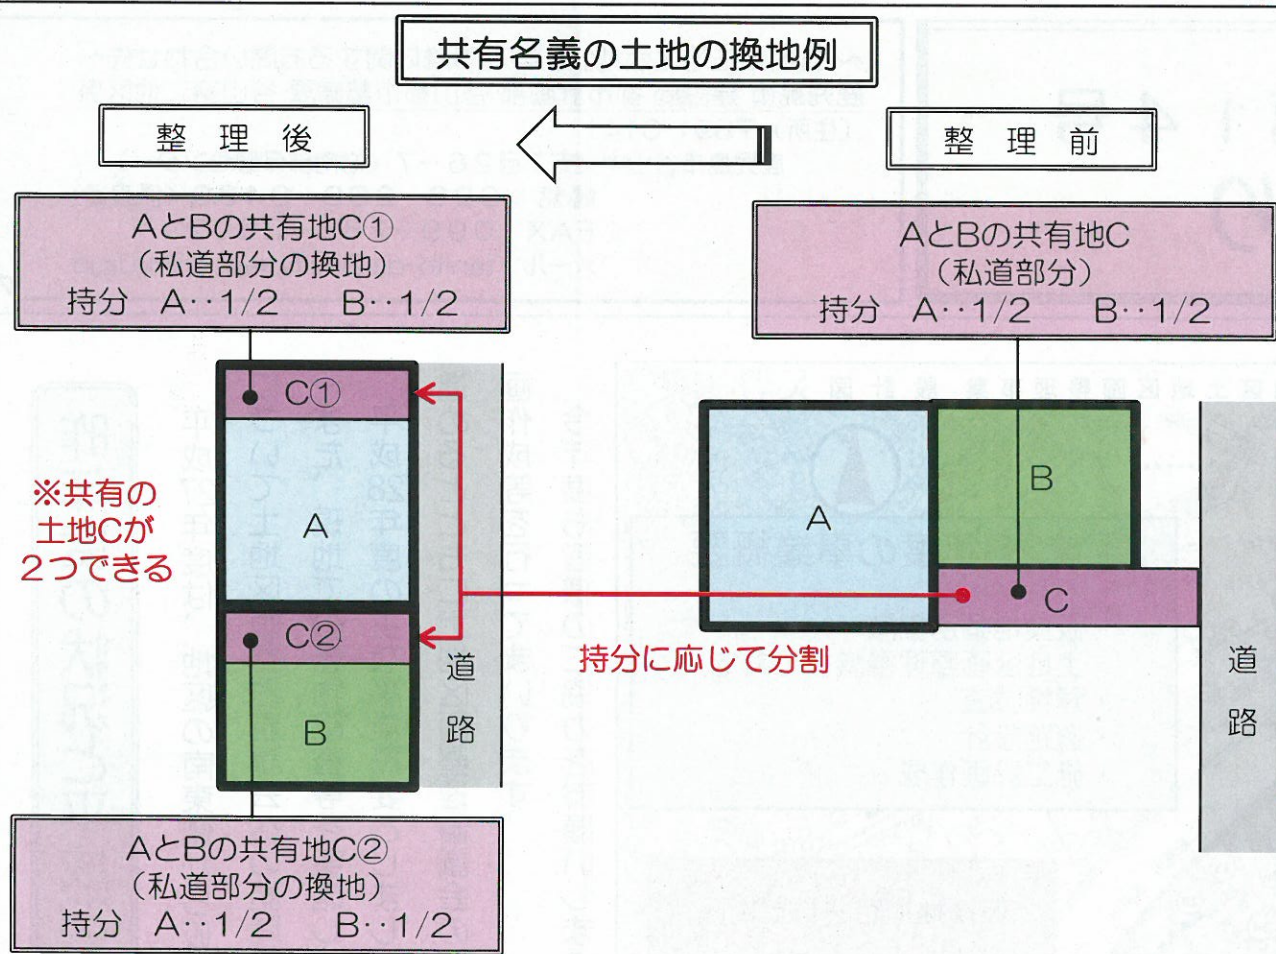 共有名義の土地の換地例
整理後
整理前
AとBの共有地C①
(私道部分の換地)
持分 A‥1/2 B‥1/2
AとBの共有地C
(私道部分)
持分 A‥1/2 B‥1/2
C①
A
C②
B
道路
※共有の
土地Cが
2つできる
持分に応じて分割
A
B
C
道路
AとBの共有地C②
(私道部分の換地)
持分 A‥1/2 B‥1/2